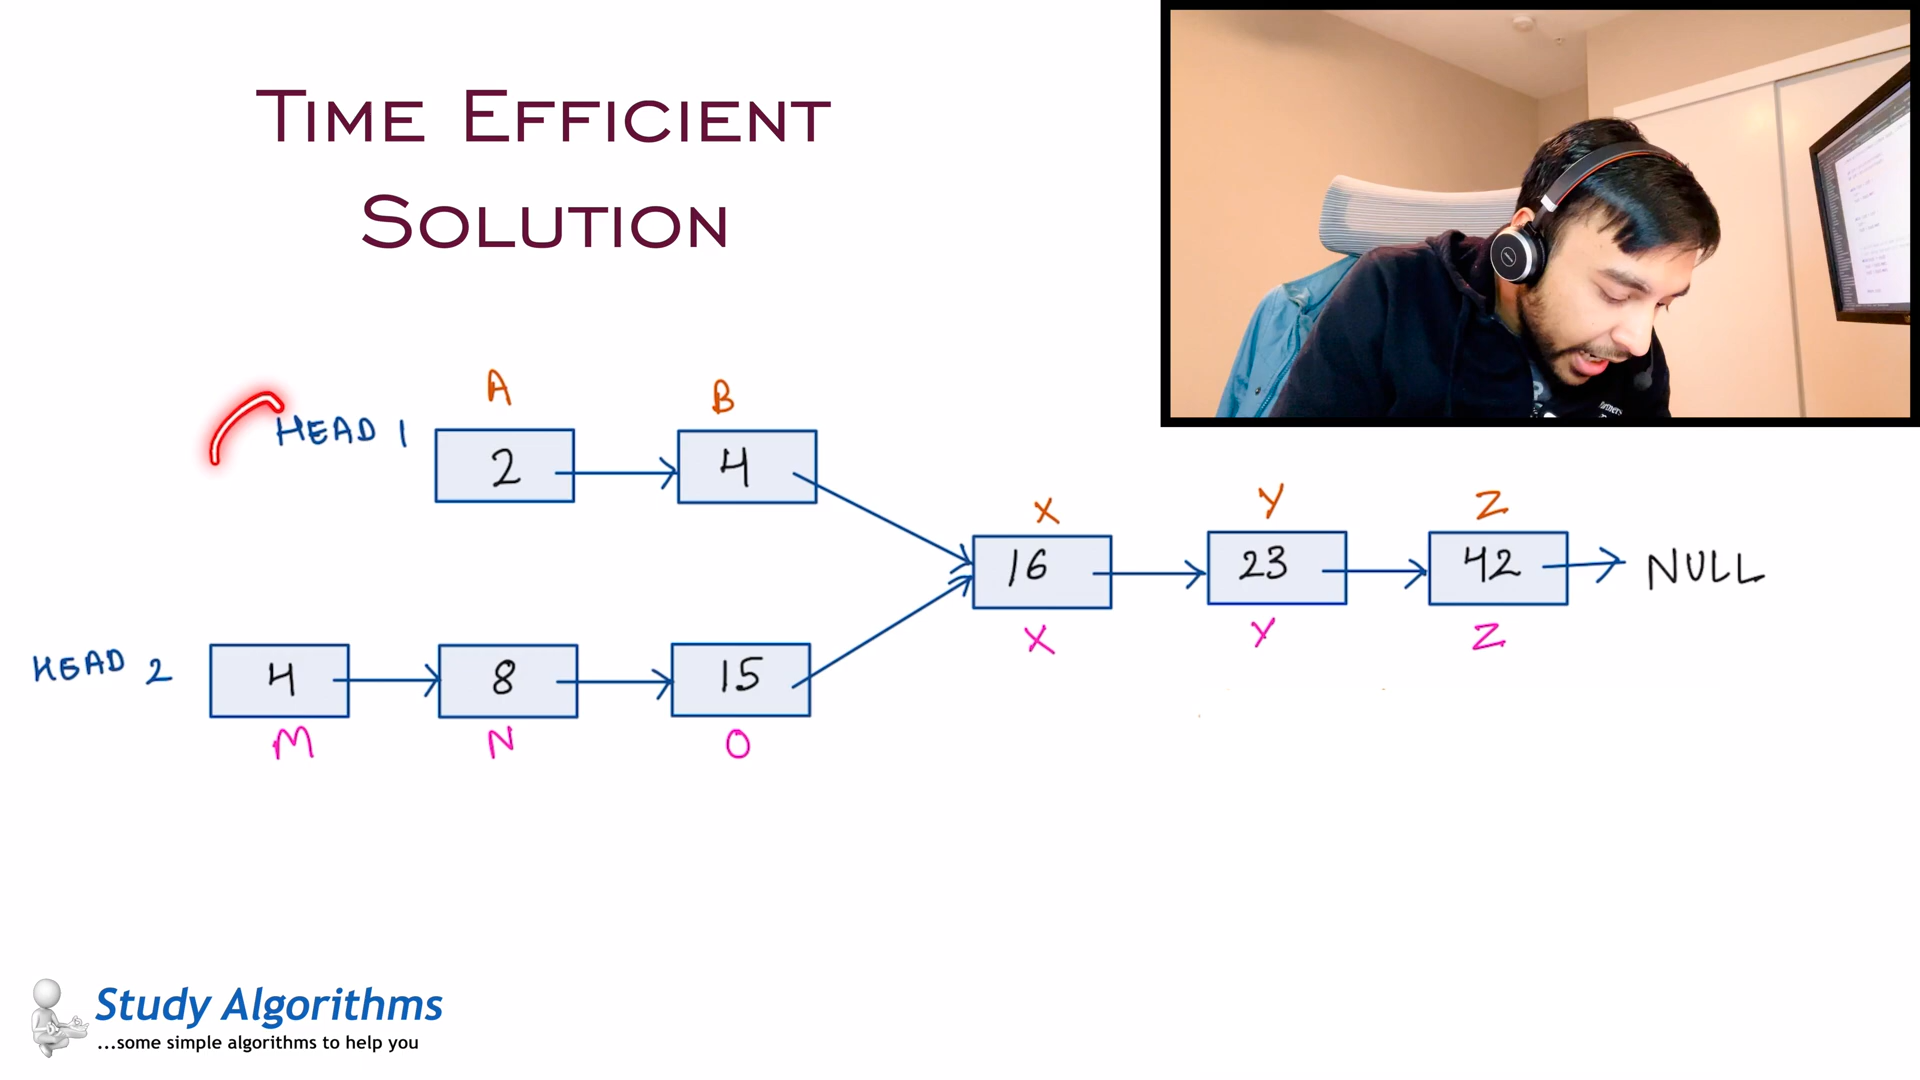 TIME EFFICIENT
SOLUTION
A B
HEAD 1
2 4
X Y Z
16 23 42 NULL
X Y Z
HEAD 2
4 8 15
M N O
Study Algorithms
...some simple algorithms to help you